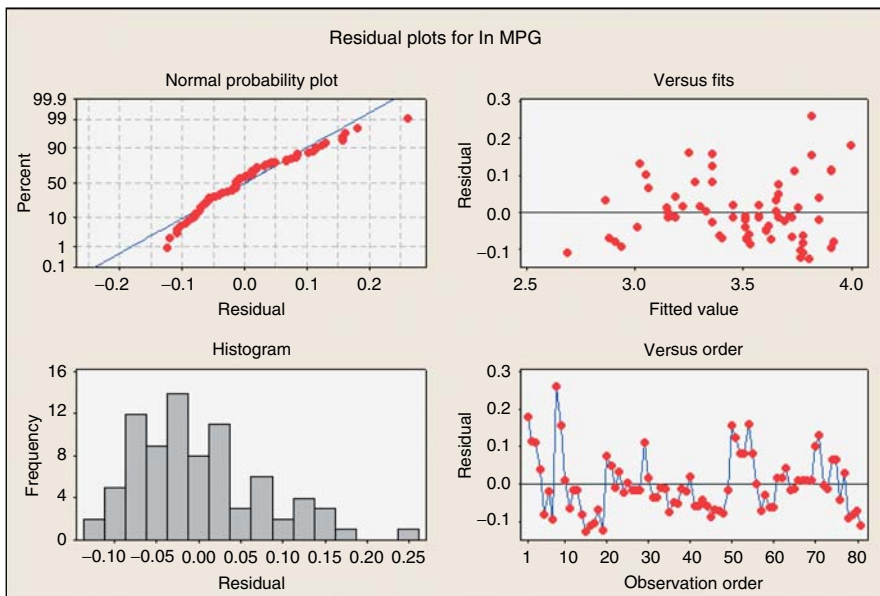 Residual plots for In MPG
Normal probability plot
99.9
99
90
50
10
1
0.1
Percent
−0.2 −0.1 0.0 0.1 0.2
Residual
Versus fits
0.3
0.2
0.1
0.0
−0.1
Residual
2.5 3.0 3.5 4.0
Fitted value
Histogram
16
12
8
4
0
Frequency
−0.10 −0.05 0.00 0.05 0.10 0.15 0.20 0.25
Residual
Versus order
0.3
0.2
0.1
0.0
−0.1
Residual
1 10 20 30 40 50 60 70 80
Observation order